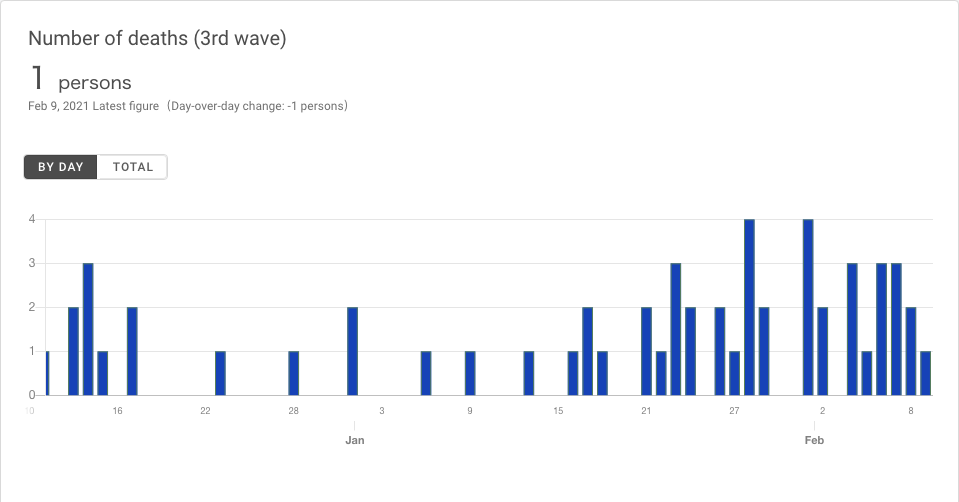 Number of deaths (3rd wave)
1 persons
Feb 9, 2021 Latest figure (Day-over-day change: -1 persons)
BY DAY TOTAL
4
3
2
1
0
10 16 22 28 3 9 15 21 27 2 8
Jan Feb